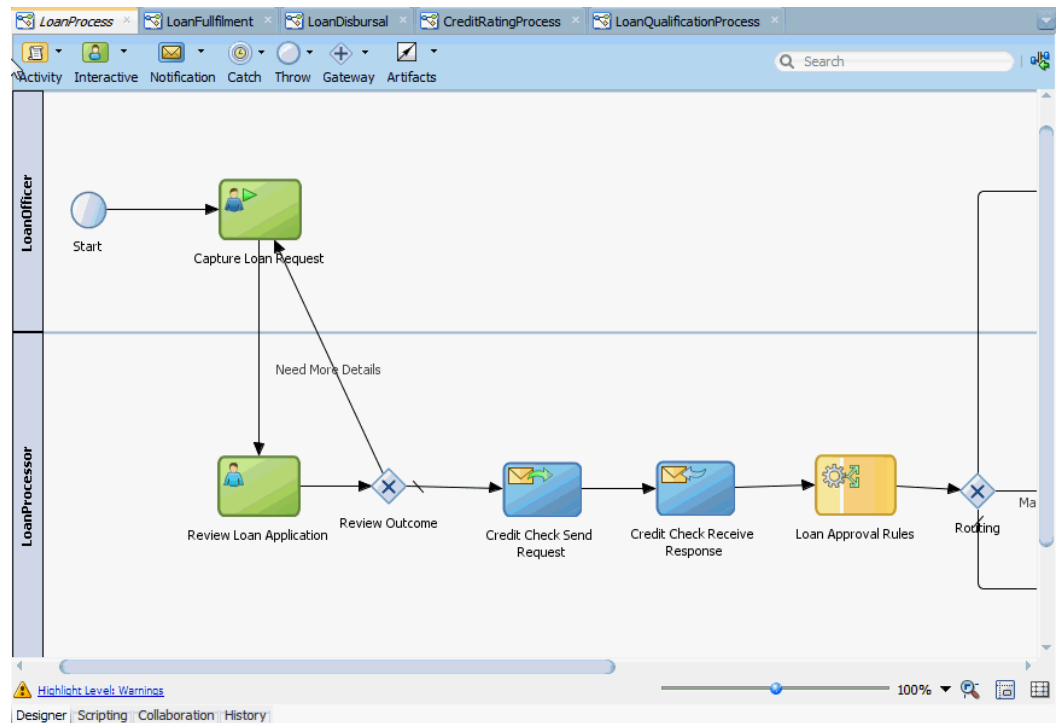 LoanProcess LoanFullfilment LoanDisbursal CreditRatingProcess LoanQualificationProcess
Activity Interactive Notification Catch Throw Gateway Artifacts Search
LoanOfficer
Start
Capture Loan Request
Need More Details
LoanProcessor
Review Loan Application
Review Outcome
Credit Check Send
Request
Credit Check Receive
Response
Loan Approval Rules
Routing
Ma
Highlight Level: Warnings 100%
Designer Scripting Collaboration History